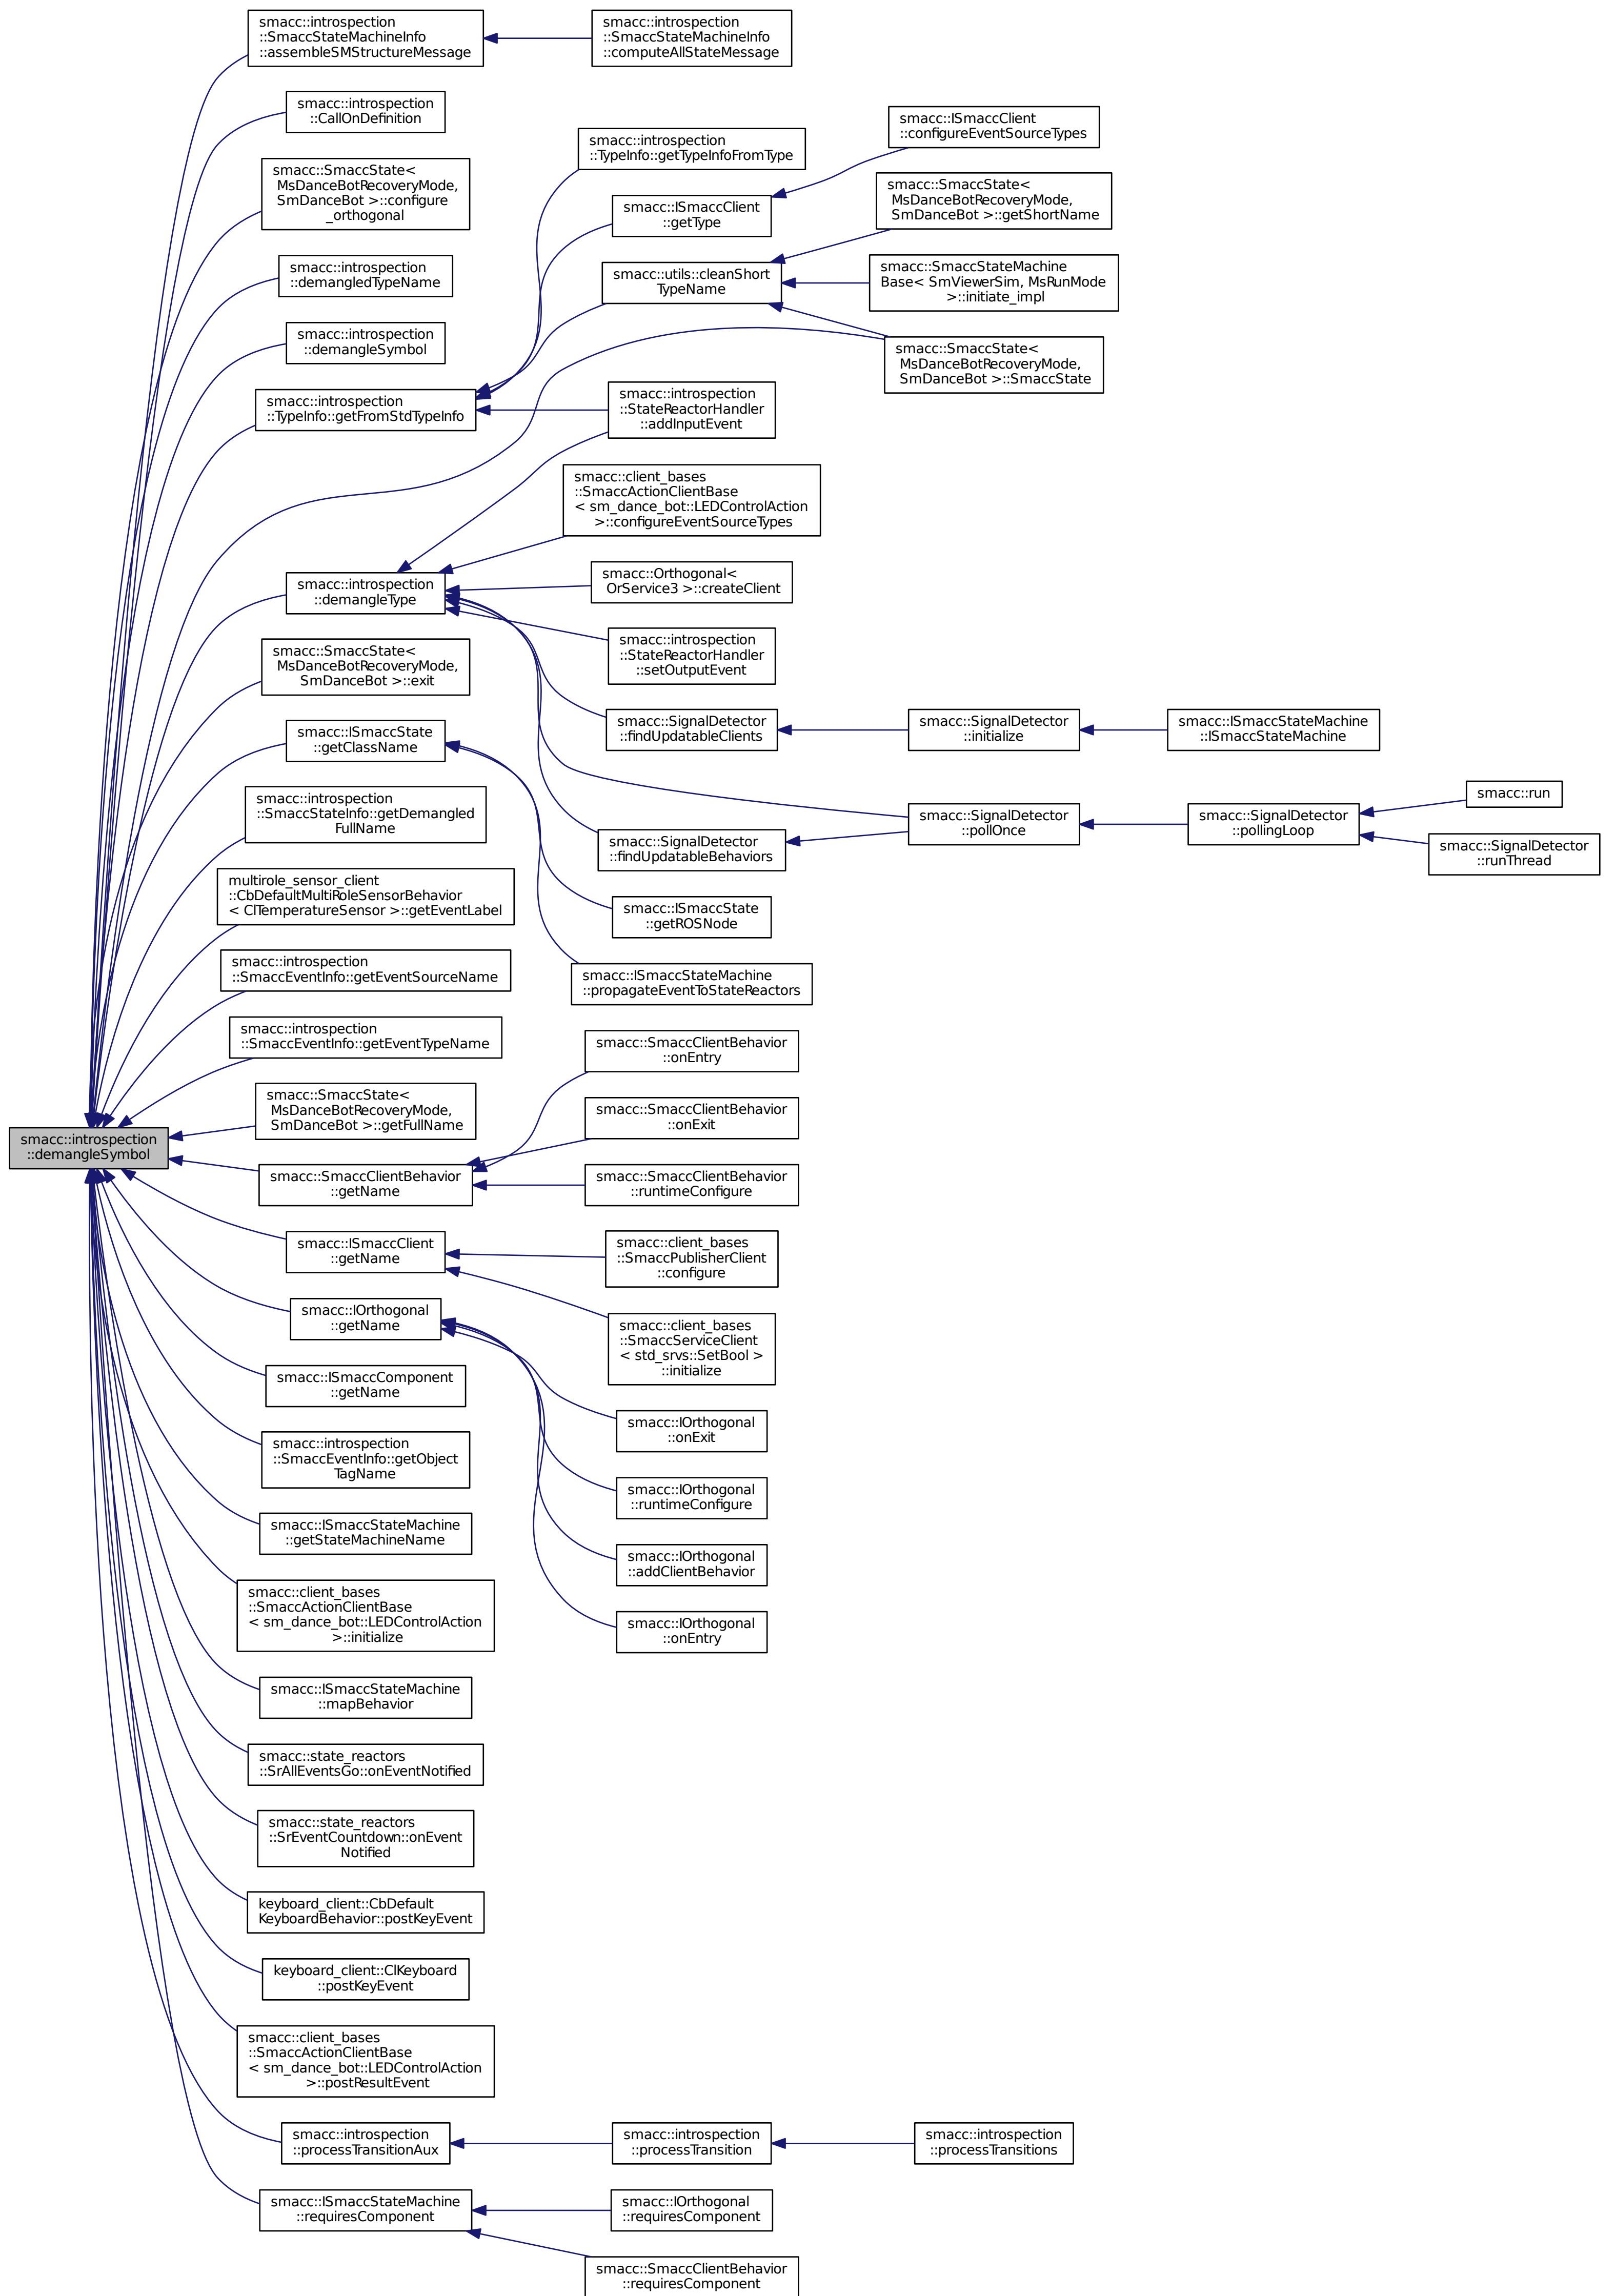 smacc::introspection
::SmaccStateMachineInfo
::assembleSMStructureMessage
smacc::introspection
::SmaccStateMachineInfo
::computeAllStateMessage
smacc::introspection
::CallOnDefinition
smacc::SmaccState<
MsDanceBotRecoveryMode,
SmDanceBot >::configure
_orthogonal
smacc::introspection
::demangledTypeName
smacc::introspection
::demangleSymbol
smacc::introspection
::TypeInfo::getFromStdTypeInfo
smacc::introspection
::TypeInfo::getTypeInfoFromType
smacc::ISmaccClient
::getType
smacc::ISmaccClient
::configureEventSourceTypes
smacc::utils::cleanShort
TypeName
smacc::SmaccState<
MsDanceBotRecoveryMode,
SmDanceBot >::getShortName
smacc::SmaccStateMachine
Base< SmViewerSim, MsRunMode
>::initiate_impl
smacc::SmaccState<
MsDanceBotRecoveryMode,
SmDanceBot >::SmaccState
smacc::introspection
::StateReactorHandler
::addInputEvent
smacc::introspection
::demangleType
smacc::client_bases
::SmaccActionClientBase
< sm_dance_bot::LEDControlAction
>::configureEventSourceTypes
smacc::Orthogonal<
OrService3 >::createClient
smacc::introspection
::StateReactorHandler
::setOutputEvent
smacc::SignalDetector
::findUpdatableClients
smacc::SignalDetector
::initialize
smacc::ISmaccStateMachine
::ISmaccStateMachine
smacc::SignalDetector
::findUpdatableBehaviors
smacc::SignalDetector
::pollOnce
smacc::SignalDetector
::pollingLoop
smacc::run
smacc::SignalDetector
::runThread
smacc::SmaccState<
MsDanceBotRecoveryMode,
SmDanceBot >::exit
smacc::ISmaccState
::getClassName
smacc::ISmaccState
::getROSNode
smacc::ISmaccStateMachine
::propagateEventToStateReactors
smacc::introspection
::SmaccStateInfo::getDemangled
FullName
multirole_sensor_client
::CbDefaultMultiRoleSensorBehavior
< ClTemperatureSensor >::getEventLabel
smacc::introspection
::SmaccEventInfo::getEventSourceName
smacc::introspection
::SmaccEventInfo::getEventTypeName
smacc::SmaccState<
MsDanceBotRecoveryMode,
SmDanceBot >::getFullName
smacc::introspection
::demangleSymbol
smacc::SmaccClientBehavior
::getName
smacc::SmaccClientBehavior
::onEntry
smacc::SmaccClientBehavior
::onExit
smacc::SmaccClientBehavior
::runtimeConfigure
smacc::ISmaccClient
::getName
smacc::client_bases
::SmaccPublisherClient
::configure
smacc::client_bases
::SmaccServiceClient
< std_srvs::SetBool >
::initialize
smacc::IOrthogonal
::getName
smacc::IOrthogonal
::onExit
smacc::IOrthogonal
::runtimeConfigure
smacc::IOrthogonal
::addClientBehavior
smacc::IOrthogonal
::onEntry
smacc::ISmaccComponent
::getName
smacc::introspection
::SmaccEventInfo::getObject
TagName
smacc::ISmaccStateMachine
::getStateMachineName
smacc::client_bases
::SmaccActionClientBase
< sm_dance_bot::LEDControlAction
>::initialize
smacc::ISmaccStateMachine
::mapBehavior
smacc::state_reactors
::SrAllEventsGo::onEventNotified
smacc::state_reactors
::SrEventCountdown::onEvent
Notified
keyboard_client::CbDefault
KeyboardBehavior::postKeyEvent
keyboard_client::ClKeyboard
::postKeyEvent
smacc::client_bases
::SmaccActionClientBase
< sm_dance_bot::LEDControlAction
>::postResultEvent
smacc::introspection
::processTransitionAux
smacc::introspection
::processTransition
smacc::introspection
::processTransitions
smacc::ISmaccStateMachine
::requiresComponent
smacc::IOrthogonal
::requiresComponent
smacc::SmaccClientBehavior
::requiresComponent